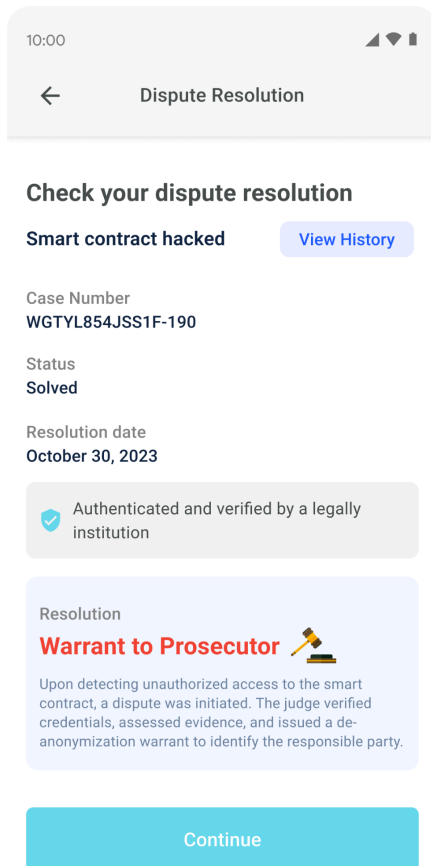 10:00
Dispute Resolution
Check your dispute resolution
Smart contract hacked
View History
Case Number
WGTYL854JSS1F-190
Status
Solved
Resolution date
October 30, 2023
Authenticated and verified by a legally
institution
Resolution
Warrant to Prosecutor
Upon detecting unauthorized access to the smart
contract, a dispute was initiated. The judge verified
credentials, assessed evidence, and issued a de-
anonymization warrant to identify the responsible party.
Continue